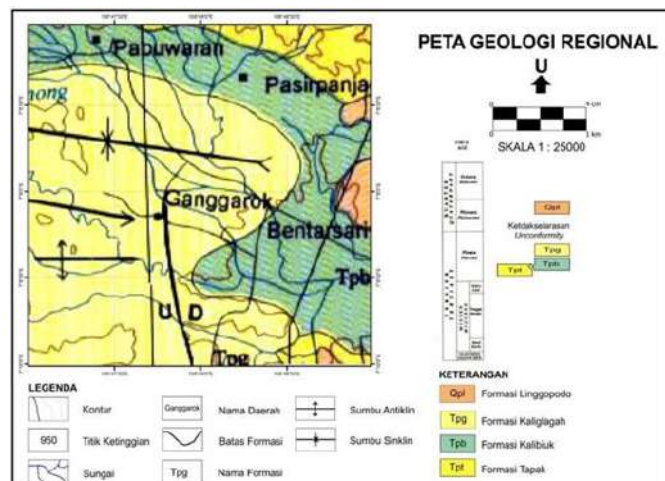 PETA GEOLOGI REGIONAL
U
1 km
SKALA 1 : 25000
Pabuwaran
Pasirpanja
Ganggarok
Bentarsari
Tpb
U D
Tpg
Qpl
Ketidakselarasan
Unconformity
Tpg
Tpb
Tpt
LEGENDA
Kontur
950 Titik Ketinggian
Sungai
Ganggarok Nama Daerah
Batas Formasi
Tpg Nama Formasi
Sumbu Antiklin
Sumbu Sinklin
KETERANGAN
Qpl Formasi Linggopodo
Tpg Formasi Kaliglagah
Tpb Formasi Kalibiuk
Tpt Formasi Tapak